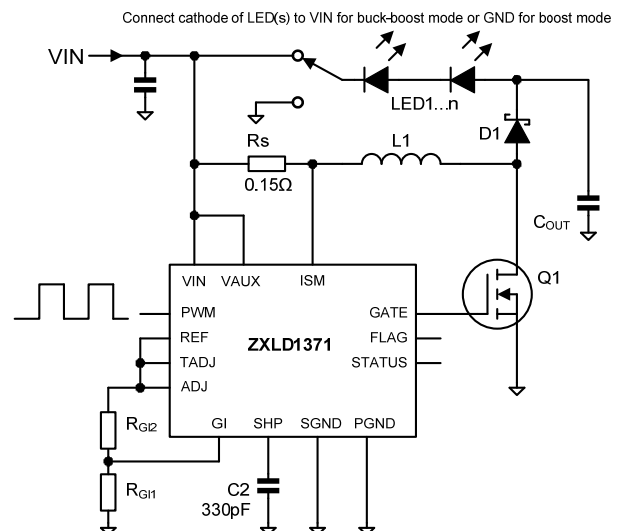 Connect cathode of LED(s) to VIN for buck-boost mode or GND for boost mode
VIN
LED1...n
D1
Rs
0.15Ω
L1
COUT
Q1
VIN VAUX ISM
PWM
REF
TADJ
ADJ
ZXLD1371
GATE
FLAG
STATUS
GI SHP SGND PGND
RGI2
RGI1
C2
330pF